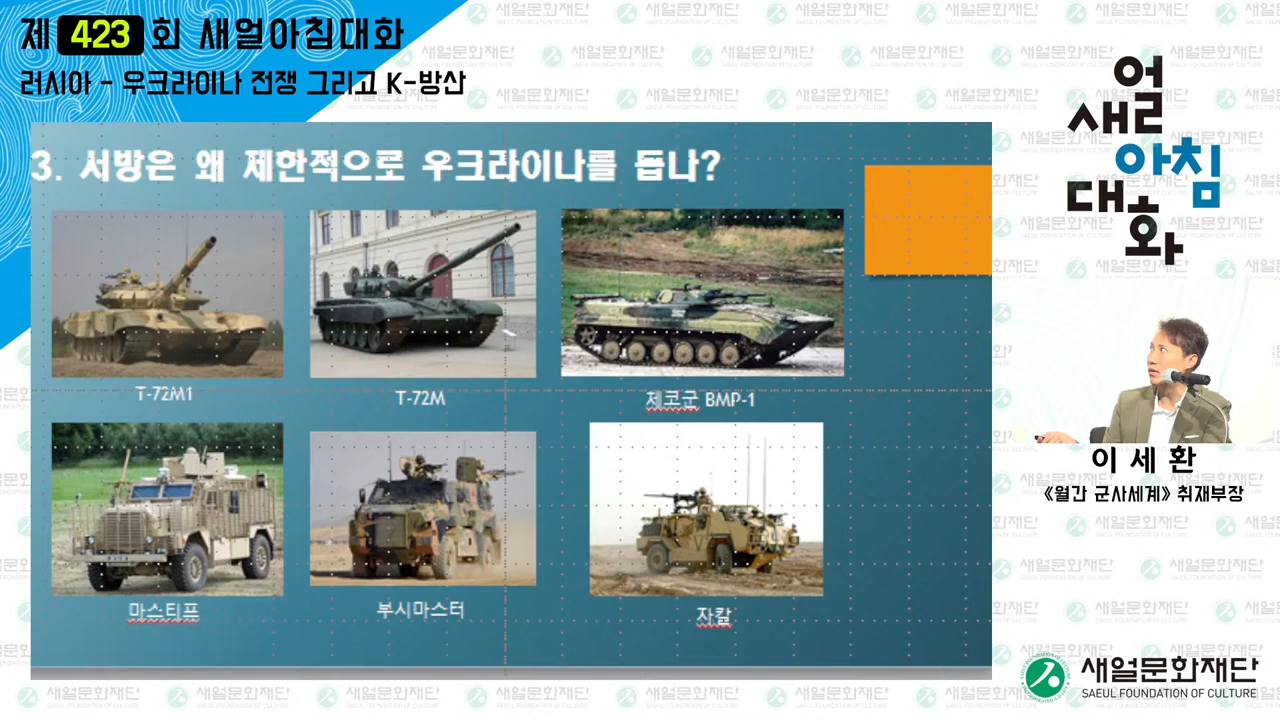 제 423 회 새얼아침대화
러시아 - 우크라이나 전쟁 그리고 K-방산
3. 서방은 왜 제한적으로 우크라이나를 돕나?
T-72M1
T-72M
체코군 BMP-1
마스티프
부시마스터
자칼
새얼
아침
대화
이 세 환
《월간 군사세계》 취재부장
새얼문화재단
SAEUL FOUNDATION OF CULTURE